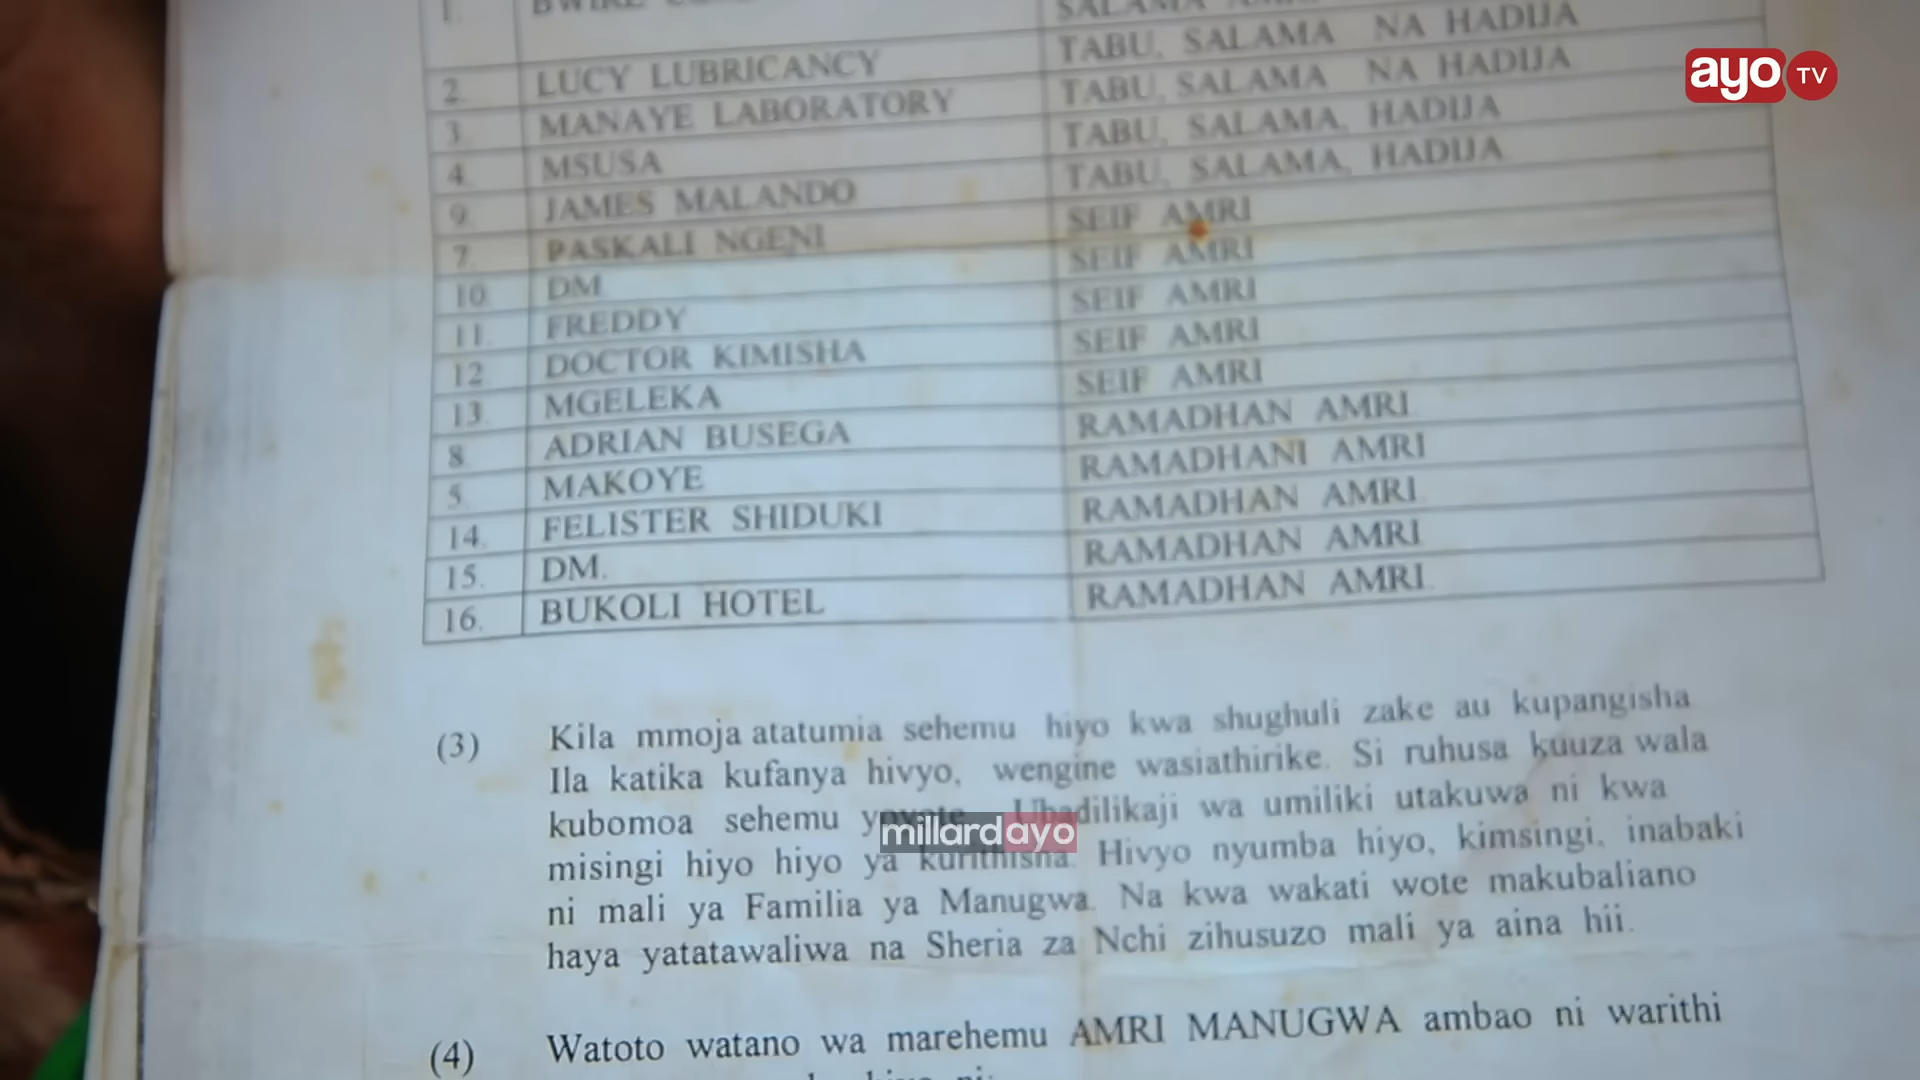 ayo TV
1. BWIRE SALAMA
TABU, SALAMA NA HADIJA
2. LUCY LUBRICANCY TABU, SALAMA NA HADIJA
3. MANAYE LABORATORY TABU, SALAMA, HADIJA
4. MSUSA TABU, SALAMA, HADIJA
9. JAMES MALANDO SEIF AMRI
7. PASKALI NGENI SEIF AMRI
10. DM SEIF AMRI
11. FREDDY SEIF AMRI
12 DOCTOR KIMISHA SEIF AMRI
13. MGELEKA RAMADHAN AMRI
8. ADRIAN BUSEGA RAMADHANI AMRI
5. MAKOYE RAMADHAN AMRI
14. FELISTER SHIDUKI RAMADHAN AMRI
15. DM. RAMADHAN AMRI.
16. BUKOLI HOTEL
(3) Kila mmoja atatumia sehemu hiyo kwa shughuli zake au kupangisha
Ila katika kufanya hivyo, wengine wasiathirike. Si ruhusa kuuza wala
kubomoa sehemu yoyote. Ubadilikaji wa umiliki utakuwa ni kwa
millardayo
misingi hiyo hiyo ya kurithisha. Hivyo nyumba hiyo, kimsingi, inabaki
ni mali ya Familia ya Manugwa. Na kwa wakati wote makubaliano
haya yatatawaliwa na Sheria za Nchi zihusuzo mali ya aina hii.
(4) Watoto watano wa marehemu AMRI MANUGWA ambao ni warithi